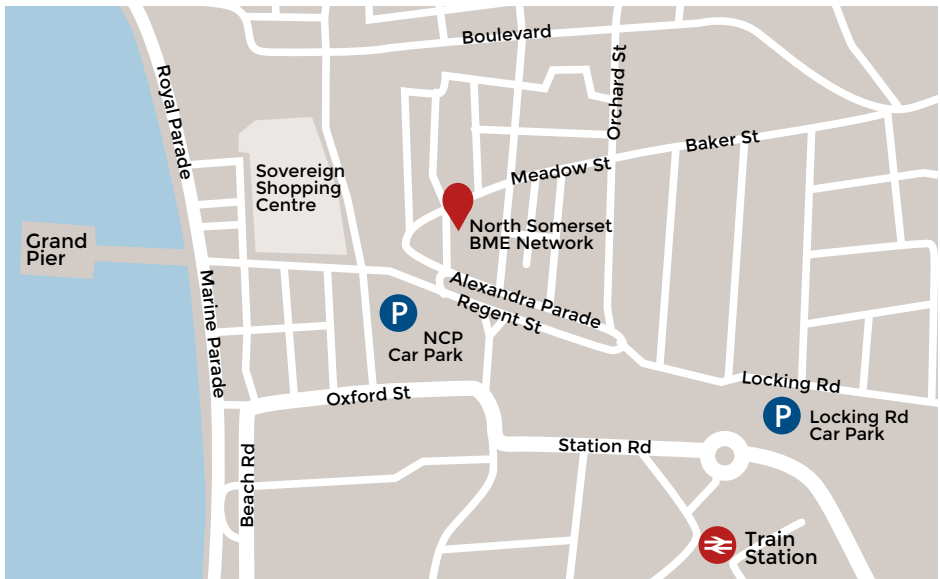 Boulevard
Royal Parade
Orchard St
Baker St
Meadow St
Sovereign
Shopping
Centre
North Somerset
BME Network
Grand
Pier
Marine Parade
Alexandra Parade
Regent St
P
NCP
Car Park
Locking Rd
Oxford St
P
Locking Rd
Car Park
Station Rd
Beach Rd
Train
Station